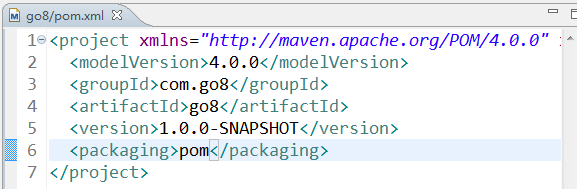 go8/pom.xml
1 <project xmlns="http://maven.apache.org/POM/4.0.0"
2 <modelVersion>4.0.0</modelVersion>
3 <groupId>com.go8</groupId>
4 <artifactId>go8</artifactId>
5 <version>1.0.0-SNAPSHOT</version>
6 <packaging>pom</packaging>
7 </project>